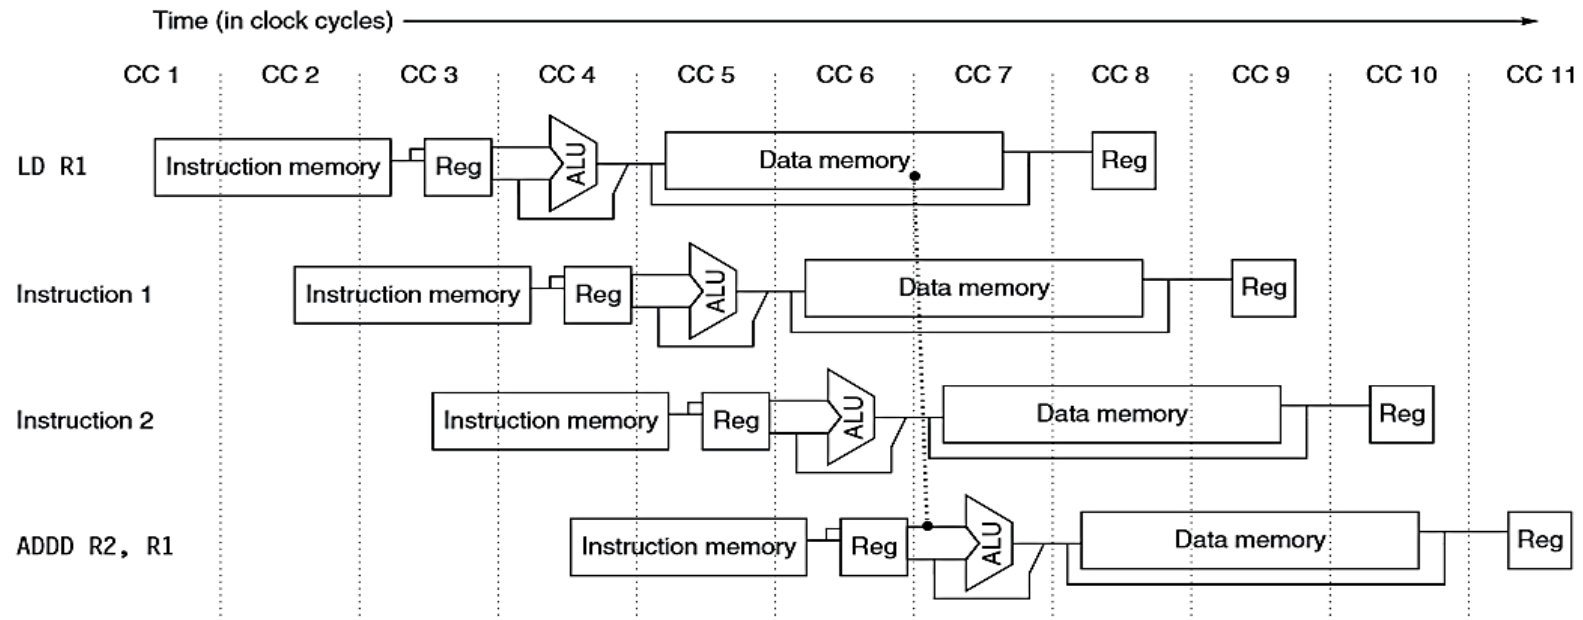 Time (in clock cycles)
CC 1 CC 2 CC 3 CC 4 CC 5 CC 6 CC 7 CC 8 CC 9 CC 10 CC 11
LD R1 Instruction memory Reg ALU Data memory Reg
Instruction 1 Instruction memory Reg ALU Data memory Reg
Instruction 2 Instruction memory Reg ALU Data memory Reg
ADDD R2, R1 Instruction memory Reg ALU Data memory Reg